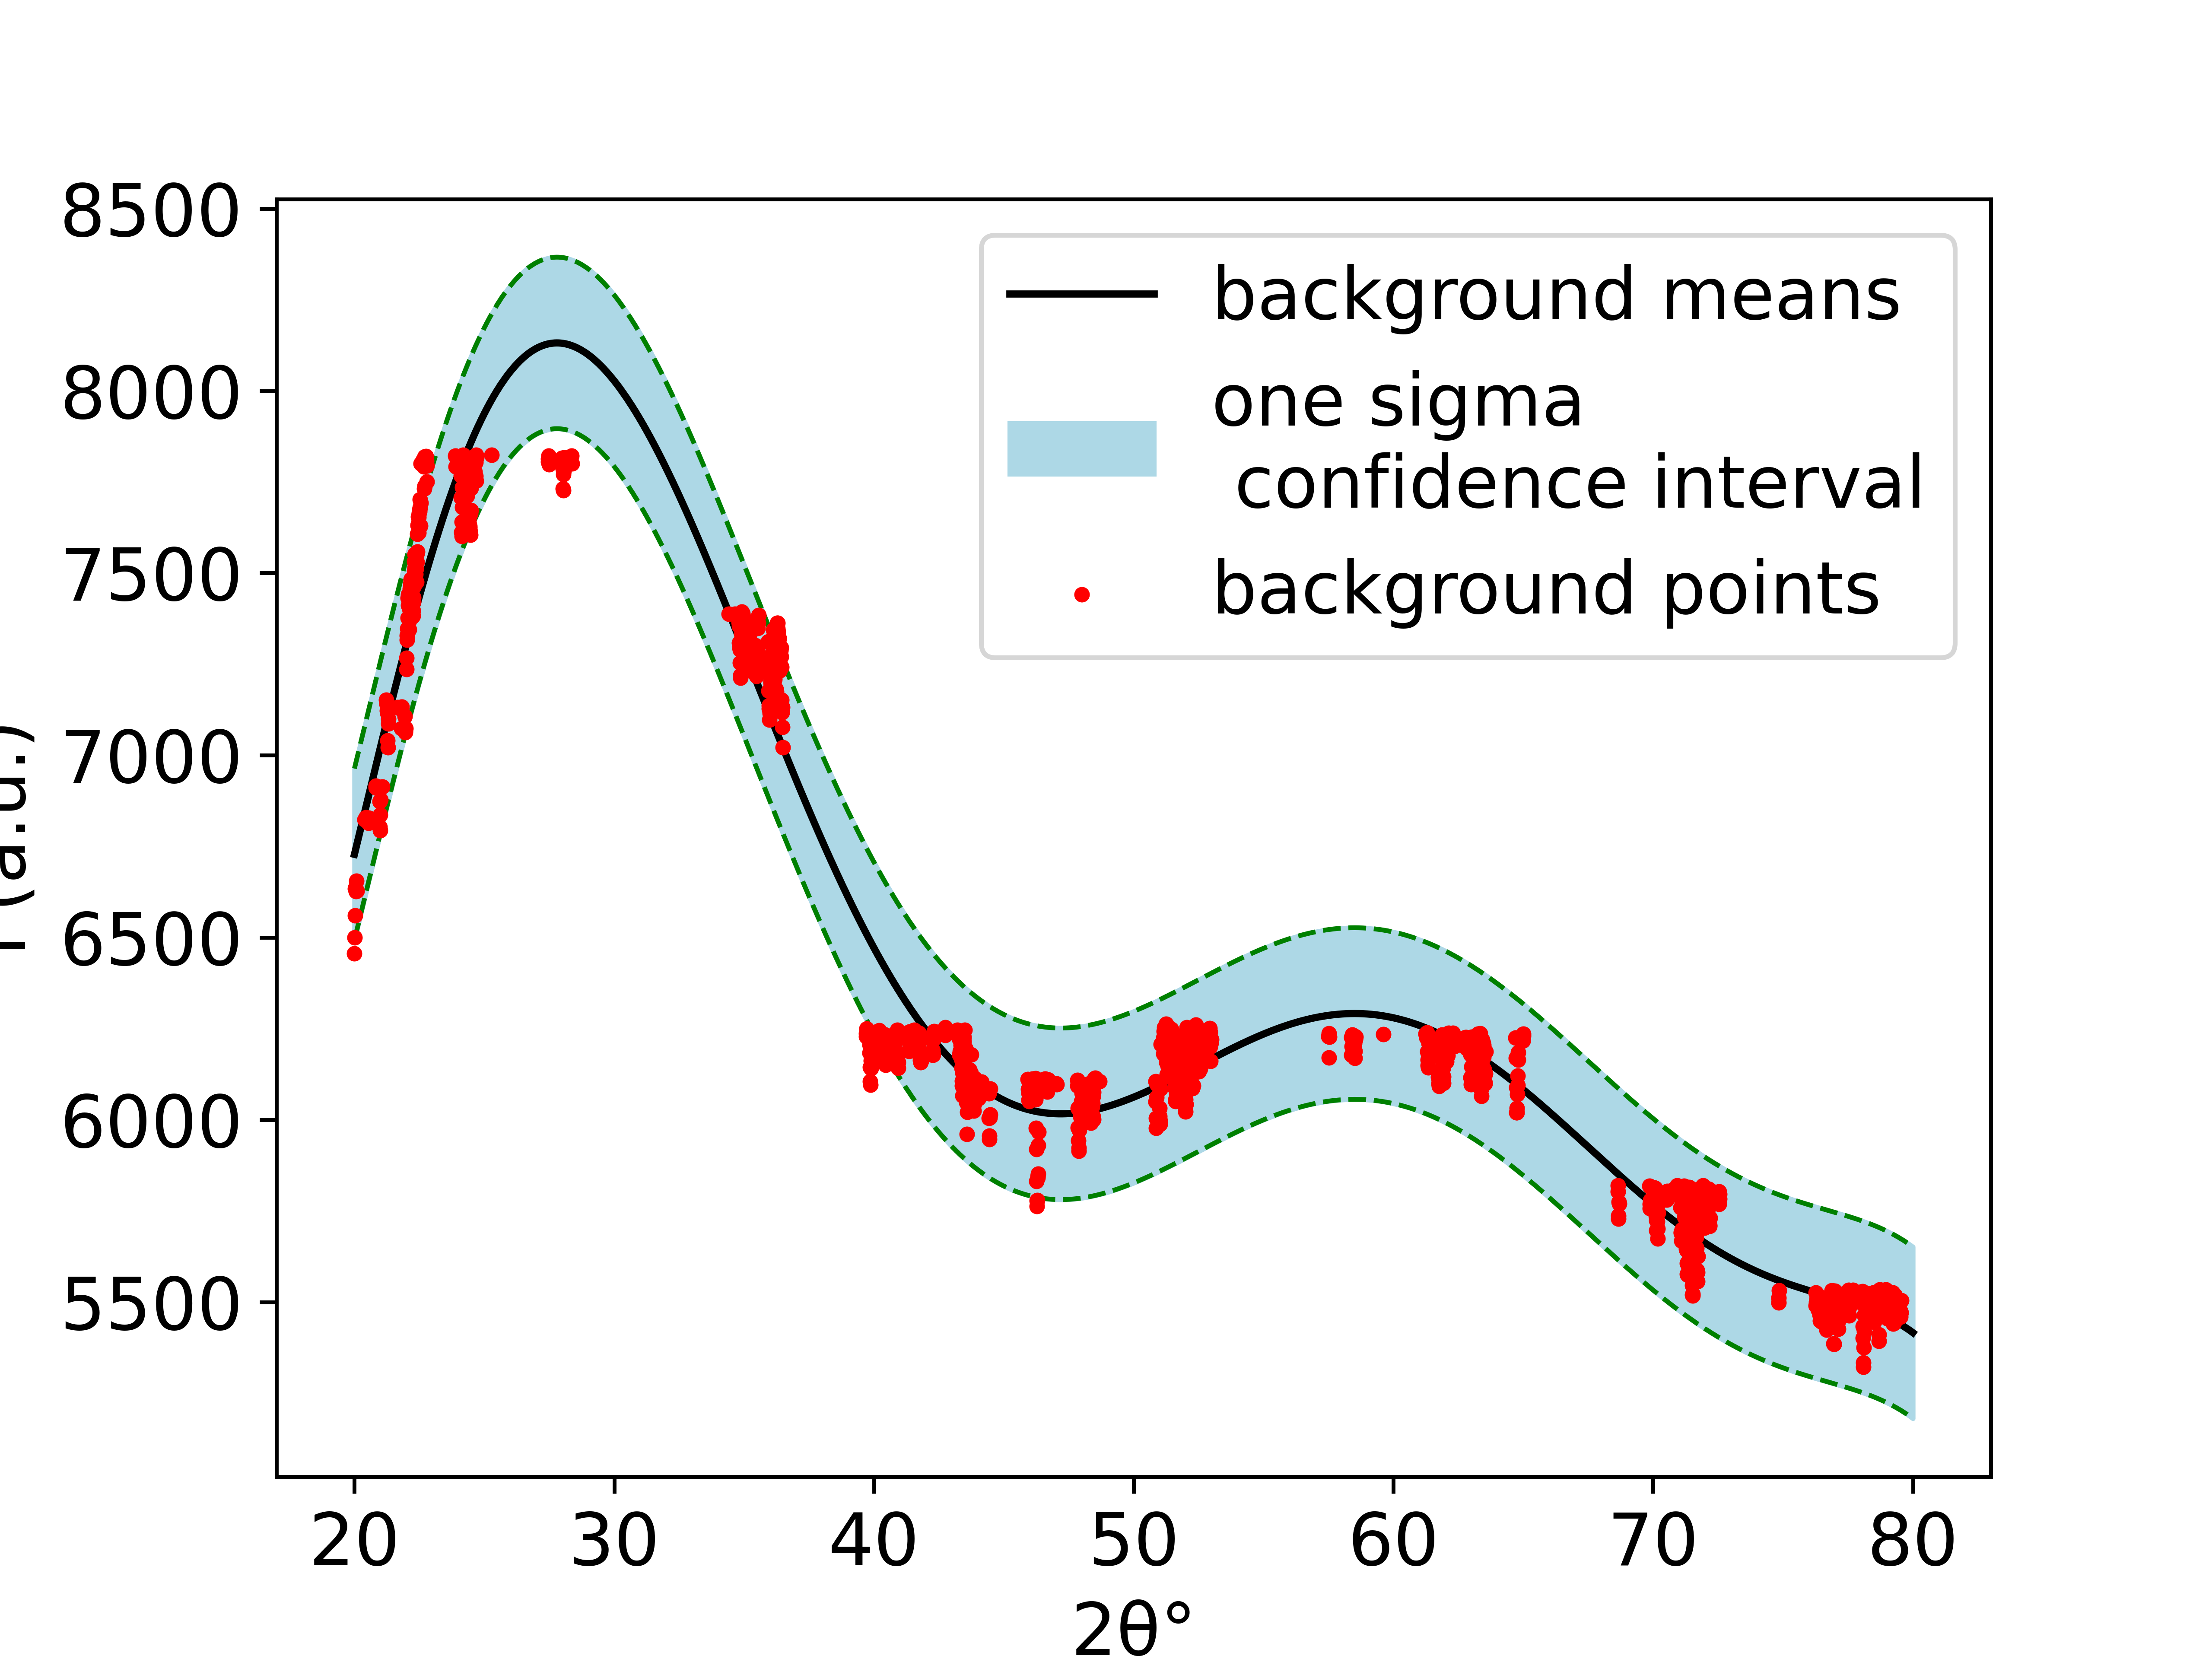 8500
8000
7500
7000
6500
6000
5500
(a.u.)
background means
one sigma
confidence interval
background points
20 30 40 50 60 70 80
2θ°